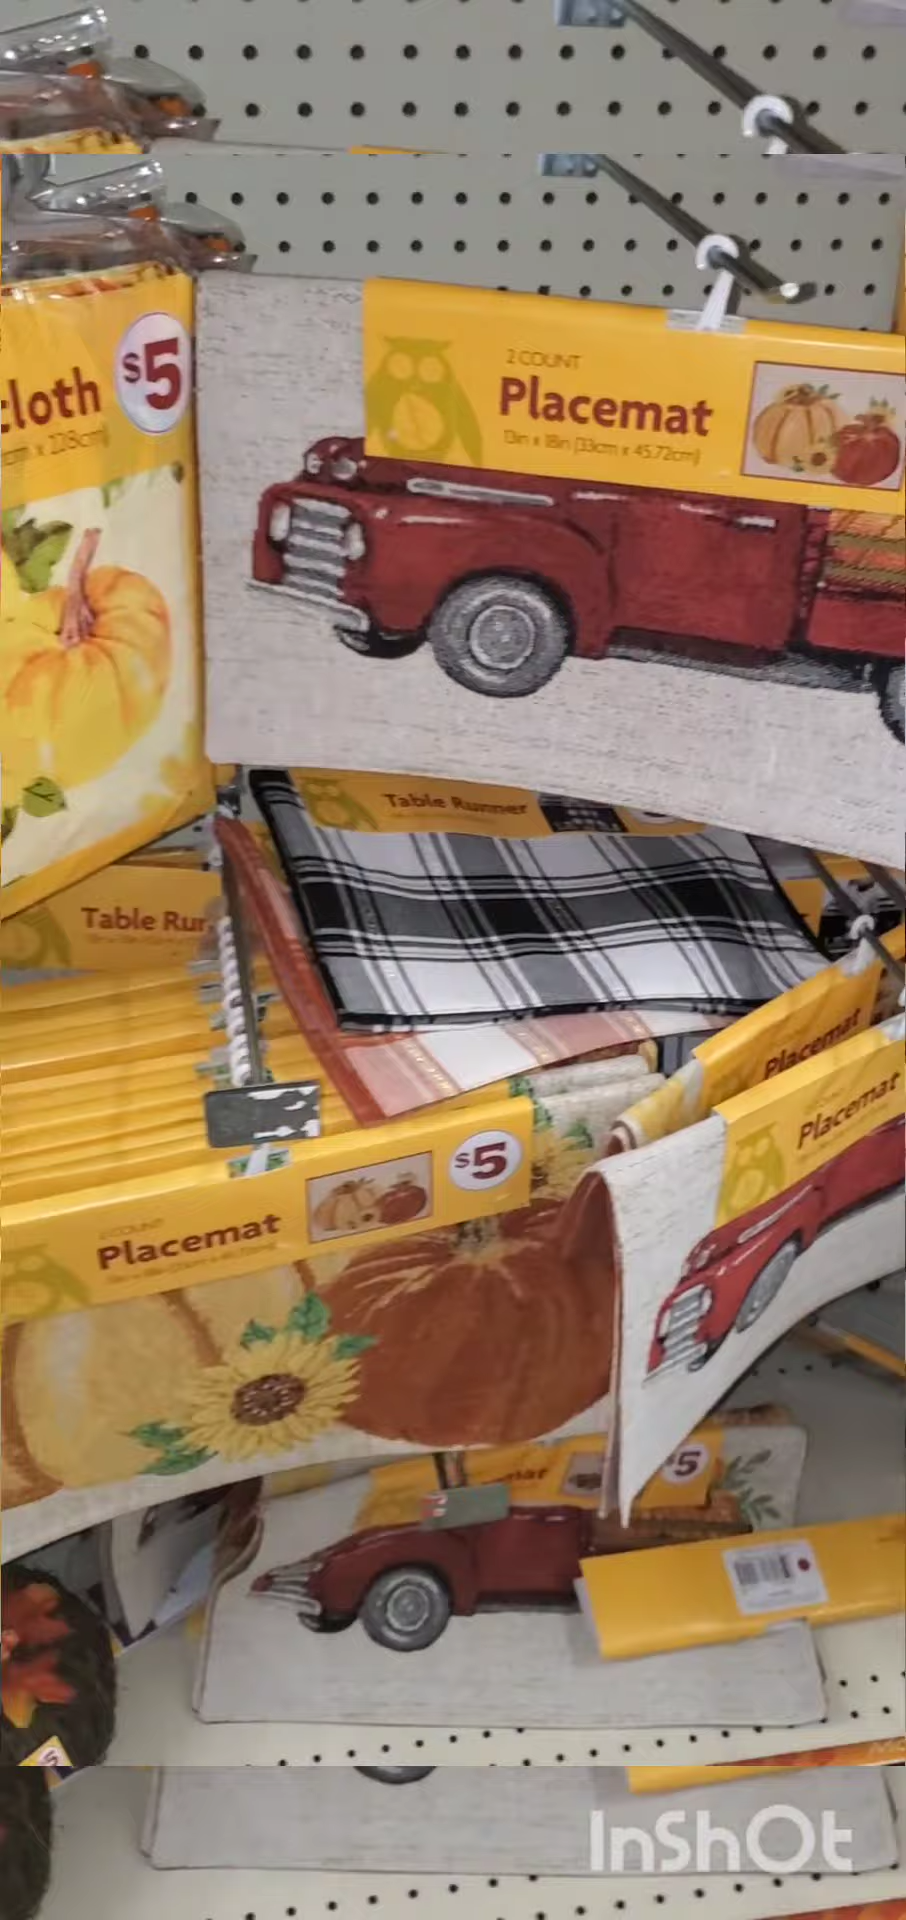 cloth
$5
2 COUNT
Placemat
13in x 18in (33cm x 45.72cm)
Table Runner
Table Run
Placemat
Placemat
$5
Placemat
$5
5
InShOt